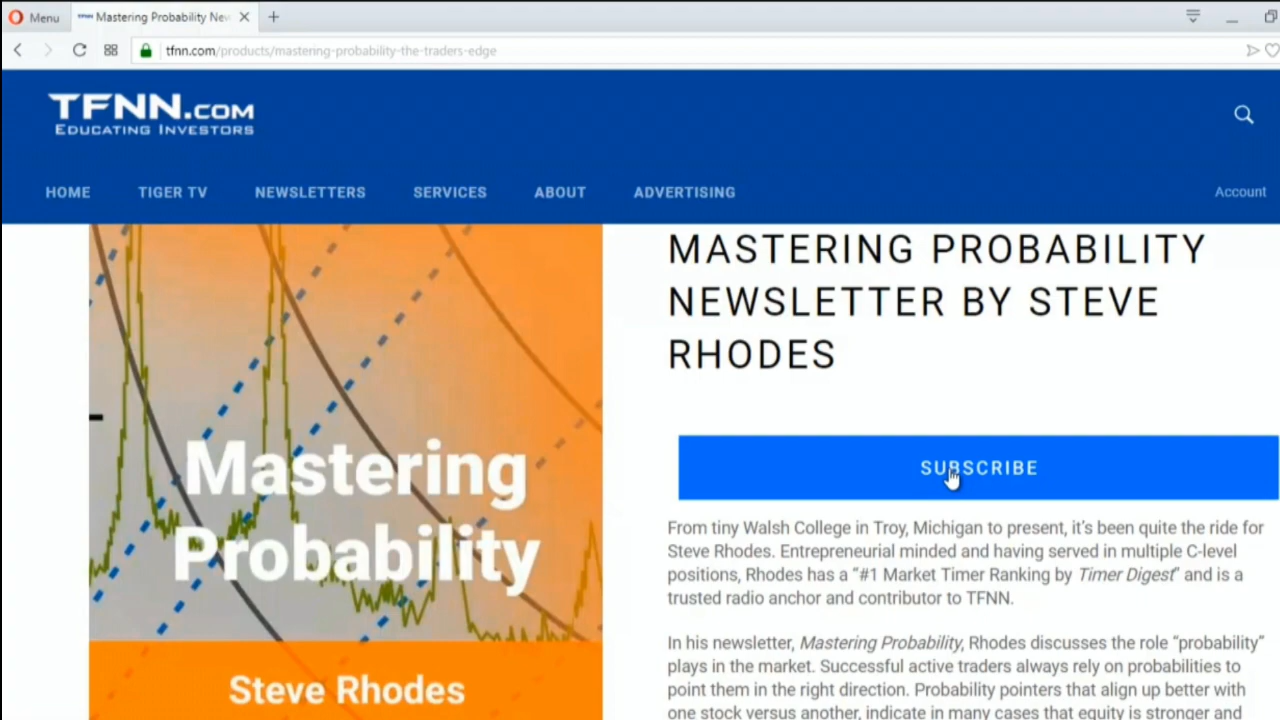 Menu
TFNN Mastering Probability New
tfnn.com/products/mastering-probability-the-traders-edge
TFNN.COM
EDUCATING INVESTORS
HOME TIGER TV NEWSLETTERS SERVICES ABOUT ADVERTISING Account
Mastering
Probability
Steve Rhodes
MASTERING PROBABILITY
NEWSLETTER BY STEVE
RHODES
SUBSCRIBE
From tiny Walsh College in Troy, Michigan to present, it's been quite the ride for
Steve Rhodes. Entrepreneurial minded and having served in multiple C-level
positions, Rhodes has a “#1 Market Timer Ranking by Timer Digest” and is a
trusted radio anchor and contributor to TFNN.
In his newsletter, Mastering Probability, Rhodes discusses the role “probability”
plays in the market. Successful active traders always rely on probabilities to
point them in the right direction. Probability pointers that align up better with
one stock versus another, indicate in many cases that equity is stronger and